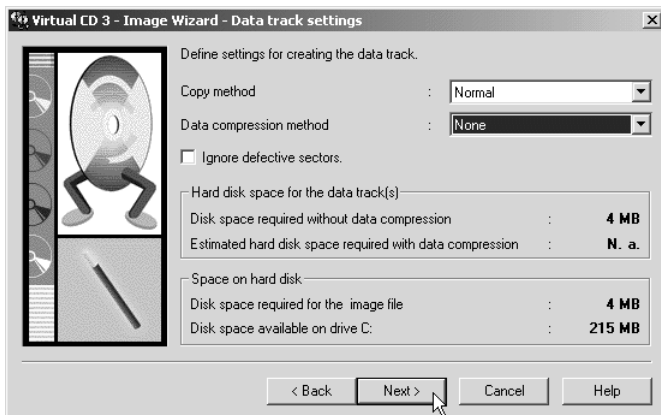 Virtual CD 3 - Image Wizard - Data track settings
Define settings for creating the data track.
Copy method : Normal
Data compression method : None
Ignore defective sectors.
Hard disk space for the data track(s)
Disk space required without data compression : 4 MB
Estimated hard disk space required with data compression : N. a.
Space on hard disk
Disk space required for the image file : 4 MB
Disk space available on drive C: : 215 MB
< Back Next > Cancel Help